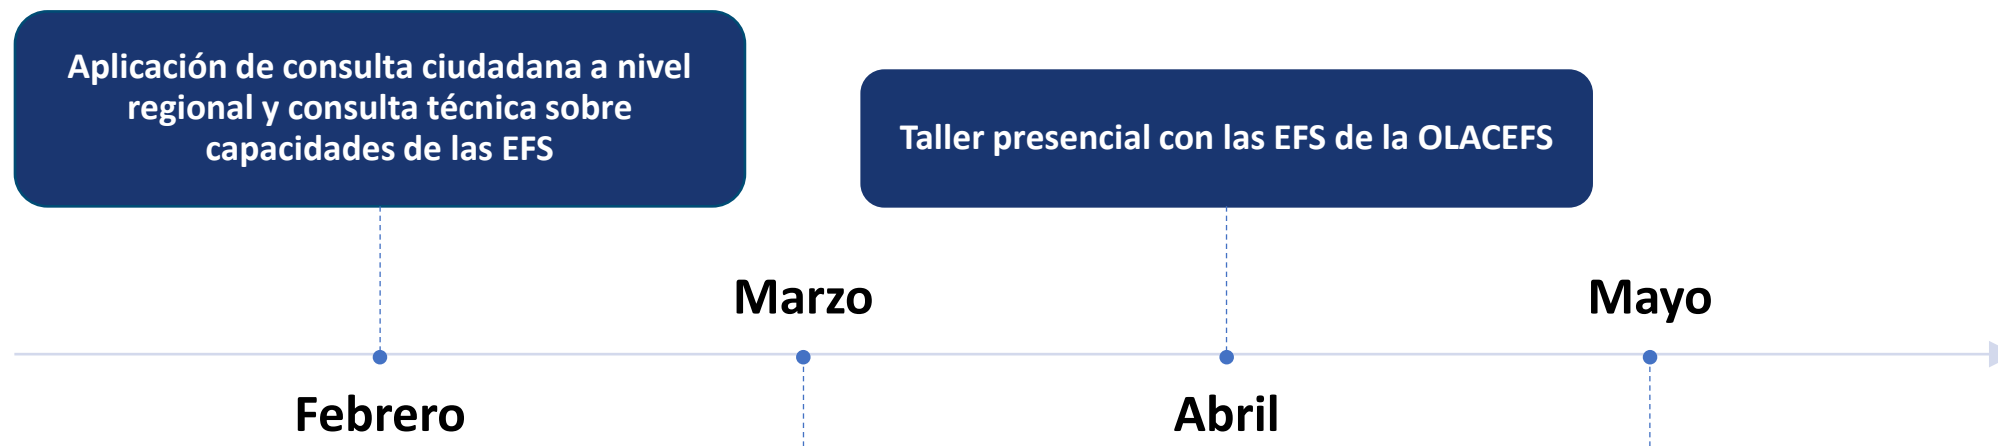 Aplicación de consulta ciudadana a nivel
regional y consulta técnica sobre
capacidades de las EFS
Taller presencial con las EFS de la OLACEFS
Marzo
Mayo
Febrero
Abril